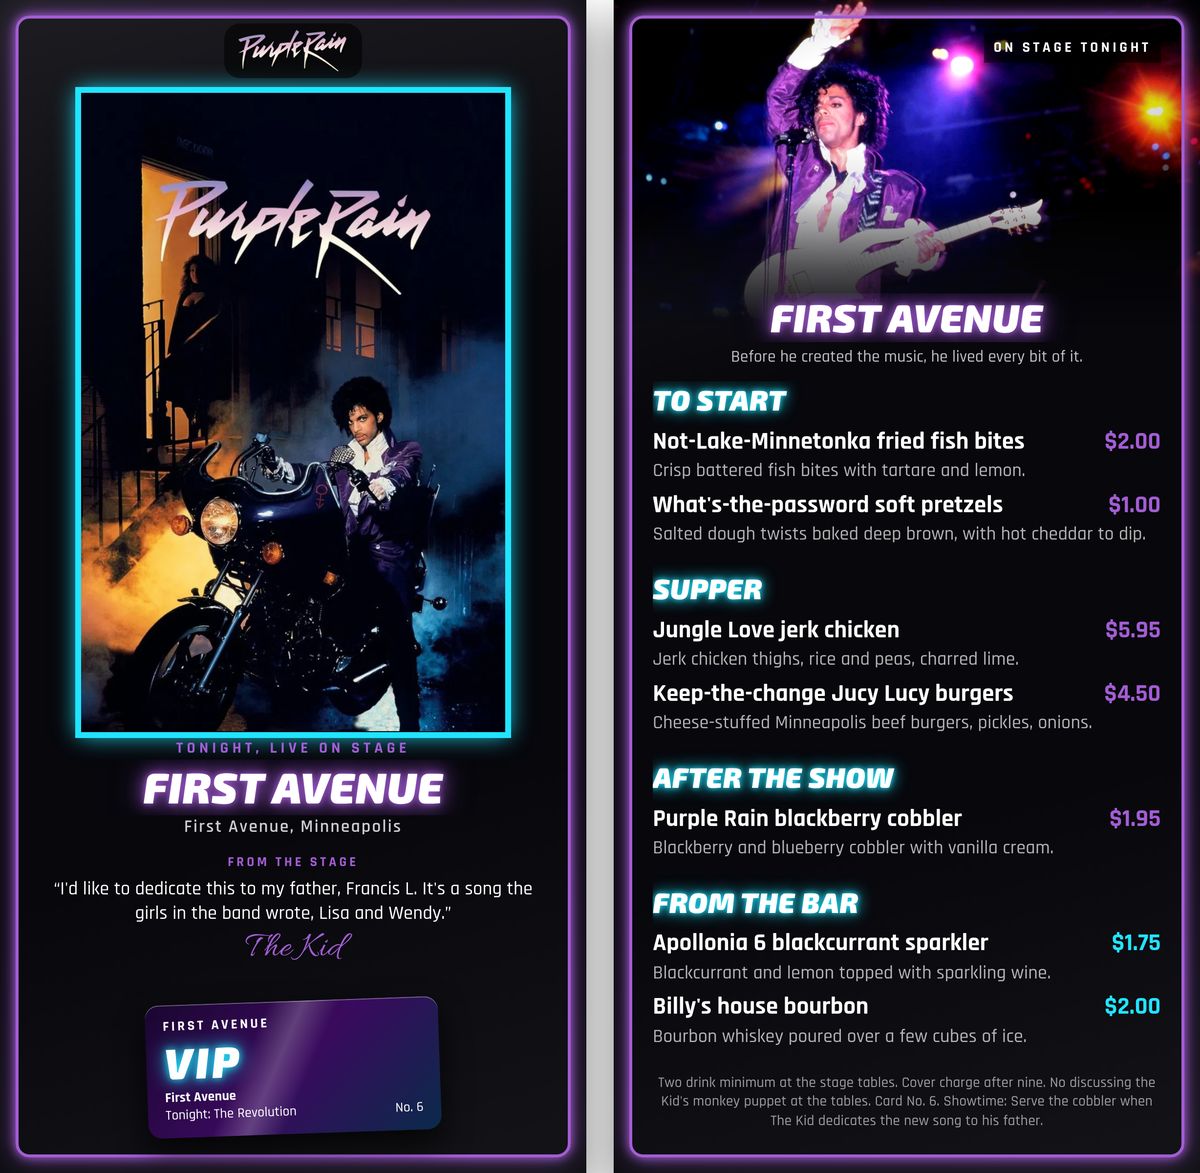 Purple Rain
Purple Rain
TONIGHT, LIVE ON STAGE
FIRST AVENUE
First Avenue, Minneapolis
FROM THE STAGE
“I'd like to dedicate this to my father, Francis L. It's a song the
girls in the band wrote, Lisa and Wendy.”
The Kid
FIRST AVENUE
VIP
First Avenue
Tonight: The Revolution
No. 6
ON STAGE TONIGHT
FIRST AVENUE
Before he created the music, he lived every bit of it.
TO START
Not-Lake-Minnetonka fried fish bites $2.00
Crisp battered fish bites with tartare and lemon.
What's-the-password soft pretzels $1.00
Salted dough twists baked deep brown, with hot cheddar to dip.
SUPPER
Jungle Love jerk chicken $5.95
Jerk chicken thighs, rice and peas, charred lime.
Keep-the-change Jucy Lucy burgers $4.50
Cheese-stuffed Minneapolis beef burgers, pickles, onions.
AFTER THE SHOW
Purple Rain blackberry cobbler $1.95
Blackberry and blueberry cobbler with vanilla cream.
FROM THE BAR
Apollonia 6 blackcurrant sparkler $1.75
Blackcurrant and lemon topped with sparkling wine.
Billy's house bourbon $2.00
Bourbon whiskey poured over a few cubes of ice.
Two drink minimum at the stage tables. Cover charge after nine. No discussing the
Kid's monkey puppet at the tables. Card No. 6. Showtime: Serve the cobbler when
The Kid dedicates the new song to his father.